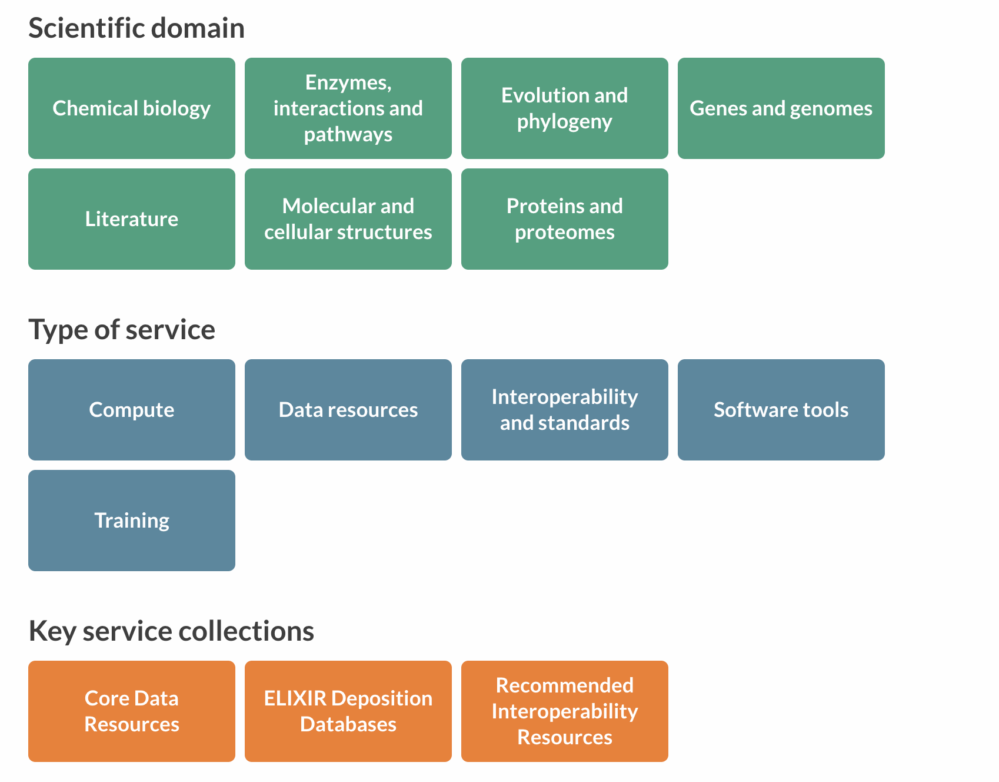 Scientific domain
Chemical biology
Enzymes,
interactions and
pathways
Evolution and
phylogeny
Genes and genomes
Literature
Molecular and
cellular structures
Proteins and
proteomes
Type of service
Compute
Data resources
Interoperability
and standards
Software tools
Training
Key service collections
Core Data
Resources
ELIXIR Deposition
Databases
Recommended
Interoperability
Resources